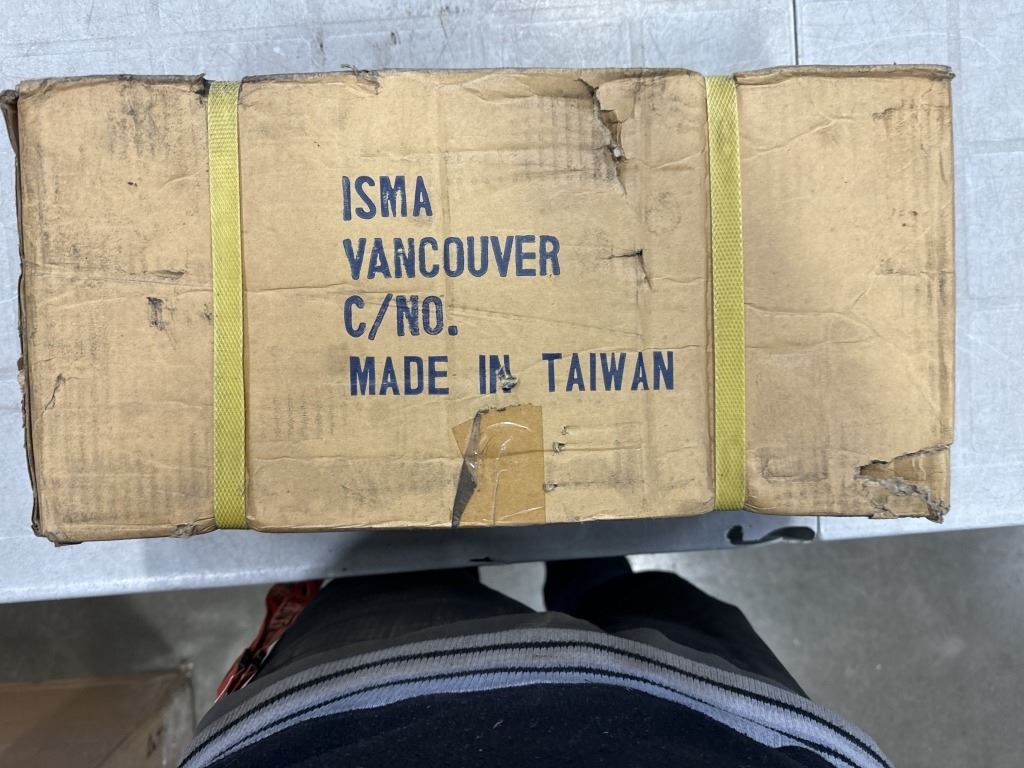 ISMA
VANCOUVER
C/NO.
MADE IN TAIWAN